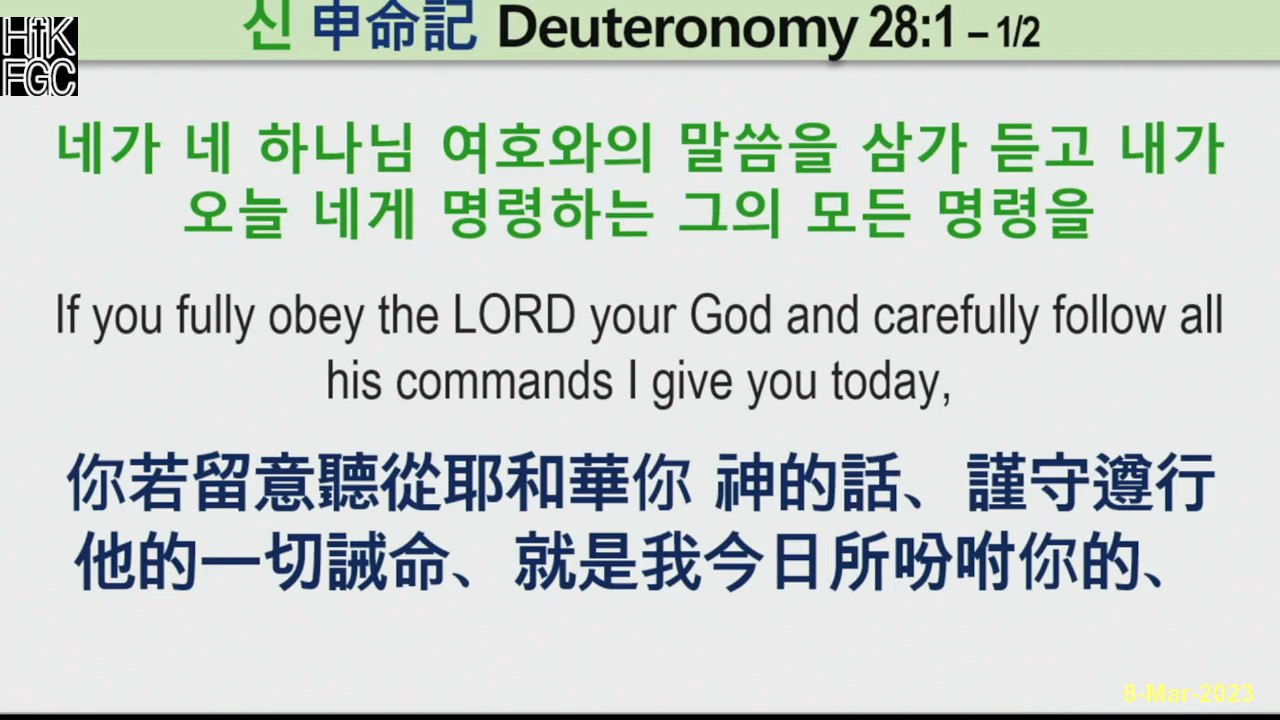 신 申命記 Deuteronomy 28:1 – 1/2
HfK
FGC
네가 네 하나님 여호와의 말씀을 삼가 듣고 내가
오늘 네게 명령하는 그의 모든 명령을
If you fully obey the LORD your God and carefully follow all
his commands I give you today,
你若留意聽從耶和華你 神的話、謹守遵行
他的一切誡命、就是我今日所吩咐你的、
8-Mar-2023